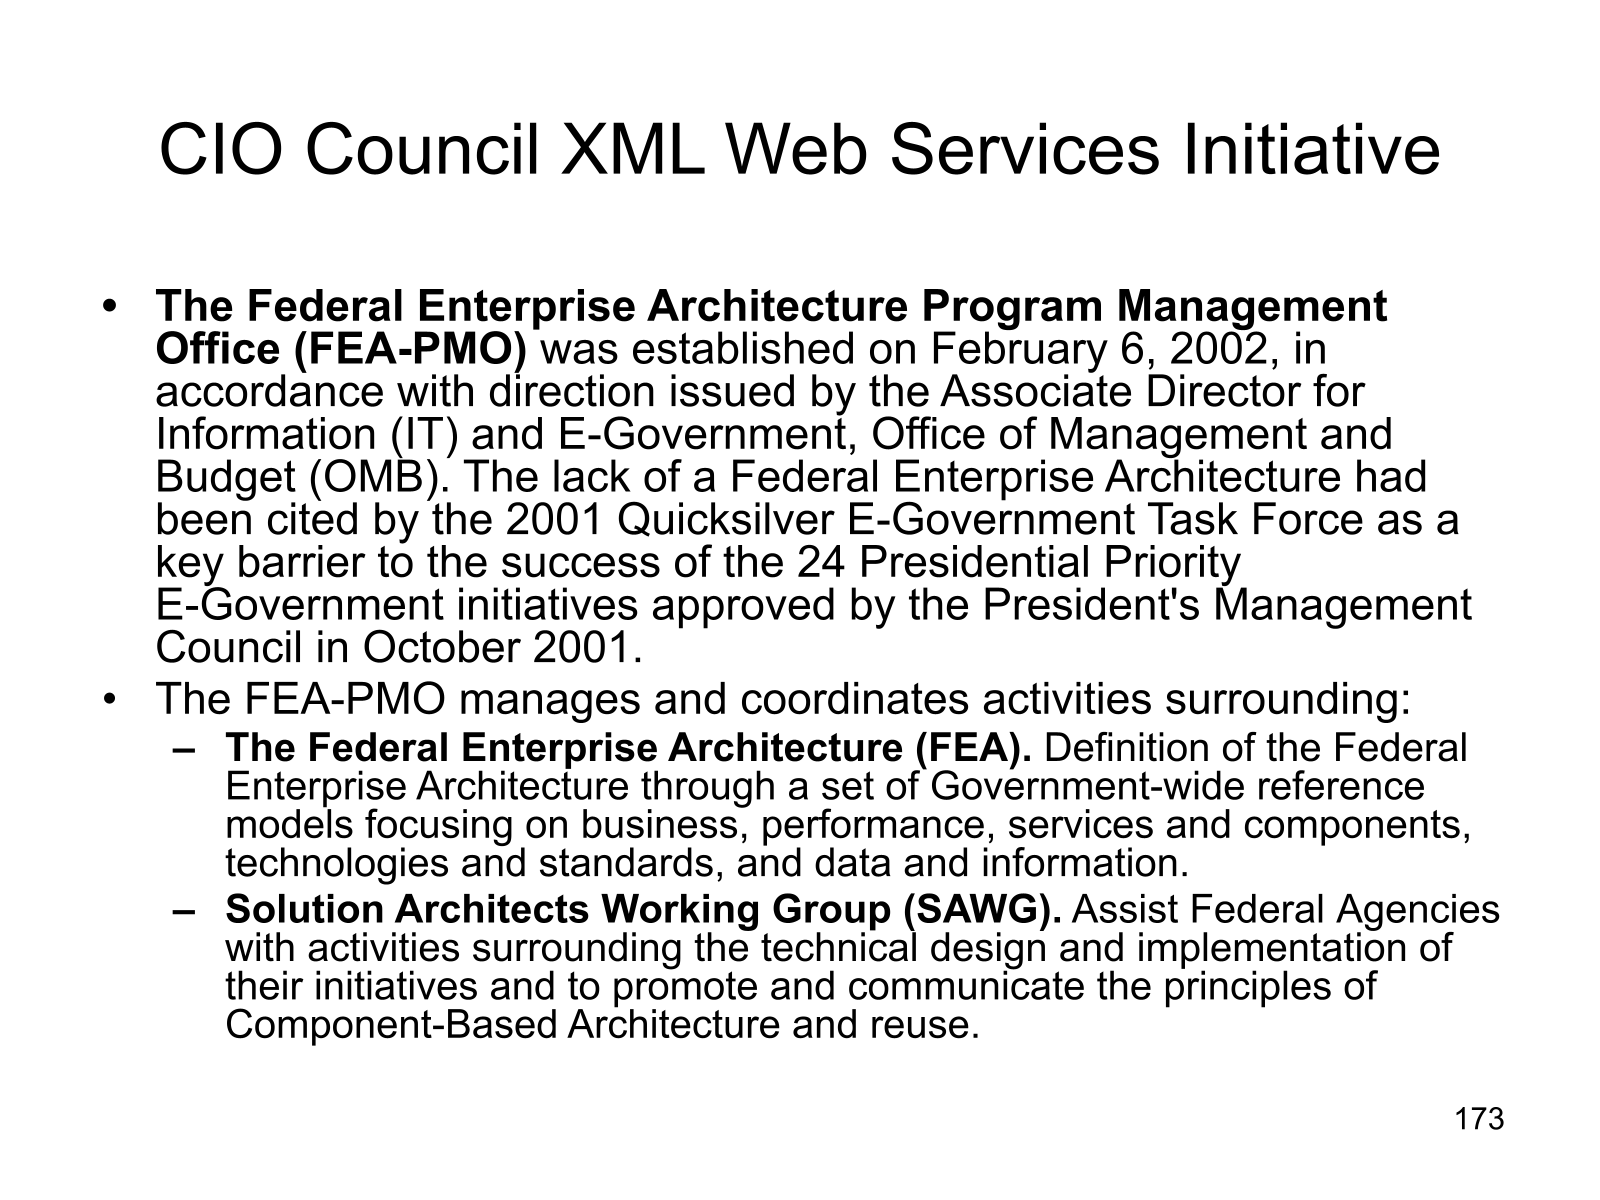 CIO Council XML Web Services Initiative
• The Federal Enterprise Architecture Program Management
Office (FEA-PMO) was established on February 6, 2002, in
accordance with direction issued by the Associate Director for
Information (IT) and E-Government, Office of Management and
Budget (OMB). The lack of a Federal Enterprise Architecture had
been cited by the 2001 Quicksilver E-Government Task Force as a
key barrier to the success of the 24 Presidential Priority
E-Government initiatives approved by the President's Management
Council in October 2001.
• The FEA-PMO manages and coordinates activities surrounding:
– The Federal Enterprise Architecture (FEA). Definition of the Federal
Enterprise Architecture through a set of Government-wide reference
models focusing on business, performance, services and components,
technologies and standards, and data and information.
– Solution Architects Working Group (SAWG). Assist Federal Agencies
with activities surrounding the technical design and implementation of
their initiatives and to promote and communicate the principles of
Component-Based Architecture and reuse.
173